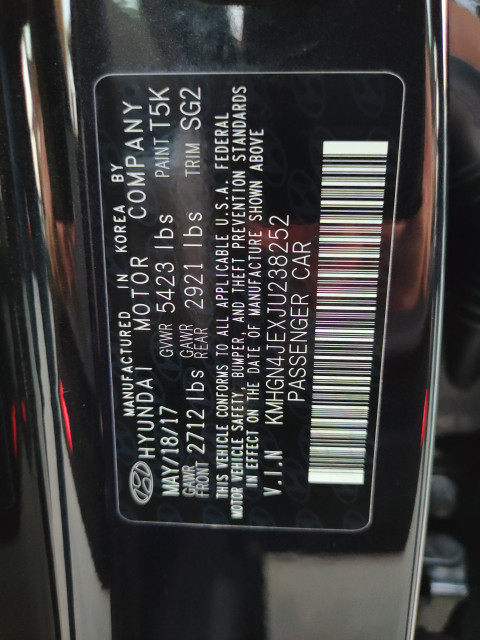 MANUFACTURED IN KOREA BY
HYUNDAI MOTOR COMPANY
MAY/18/17 GVWR 5423 lbs PAINT T5K
GAWR FRONT 2712 lbs GAWR REAR 2921 lbs TRIM SG2
THIS VEHICLE CONFORMS TO ALL APPLICABLE U.S.A. FEDERAL
MOTOR VEHICLE SAFETY, BUMPER AND THEFT PREVENTION STANDARDS
IN EFFECT ON THE DATE OF MANUFACTURE SHOWN ABOVE
V.I.N KMHGN4JEXJU238252
PASSENGER CAR